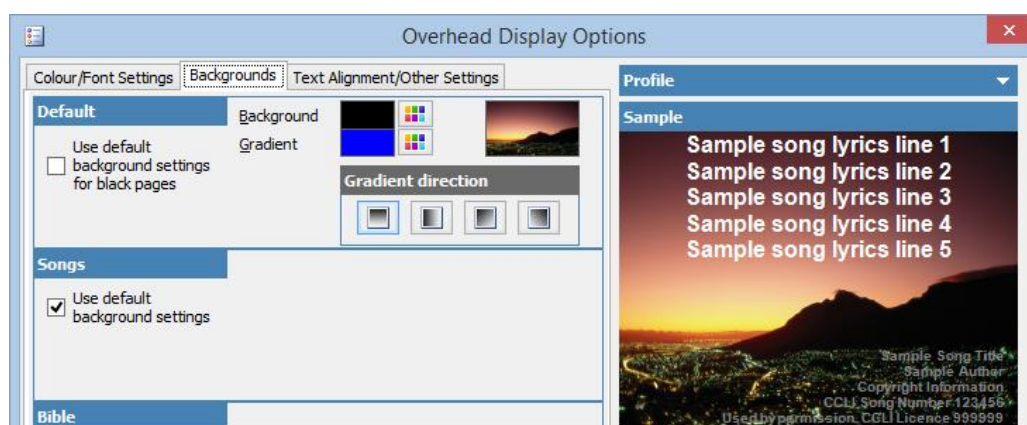 Overhead Display Options
Colour/Font Settings
Backgrounds
Text Alignment/Other Settings
Default
Use default
background settings
for black pages
Background
Gradient
Gradient direction
Songs
Use default
background settings
Bible
Profile
Sample
Sample song lyrics line 1
Sample song lyrics line 2
Sample song lyrics line 3
Sample song lyrics line 4
Sample song lyrics line 5
Sample Song Title
Sample Author
Copyright Information
CCLI Song Number 123456
Used by permission. CCLI Licence 999999